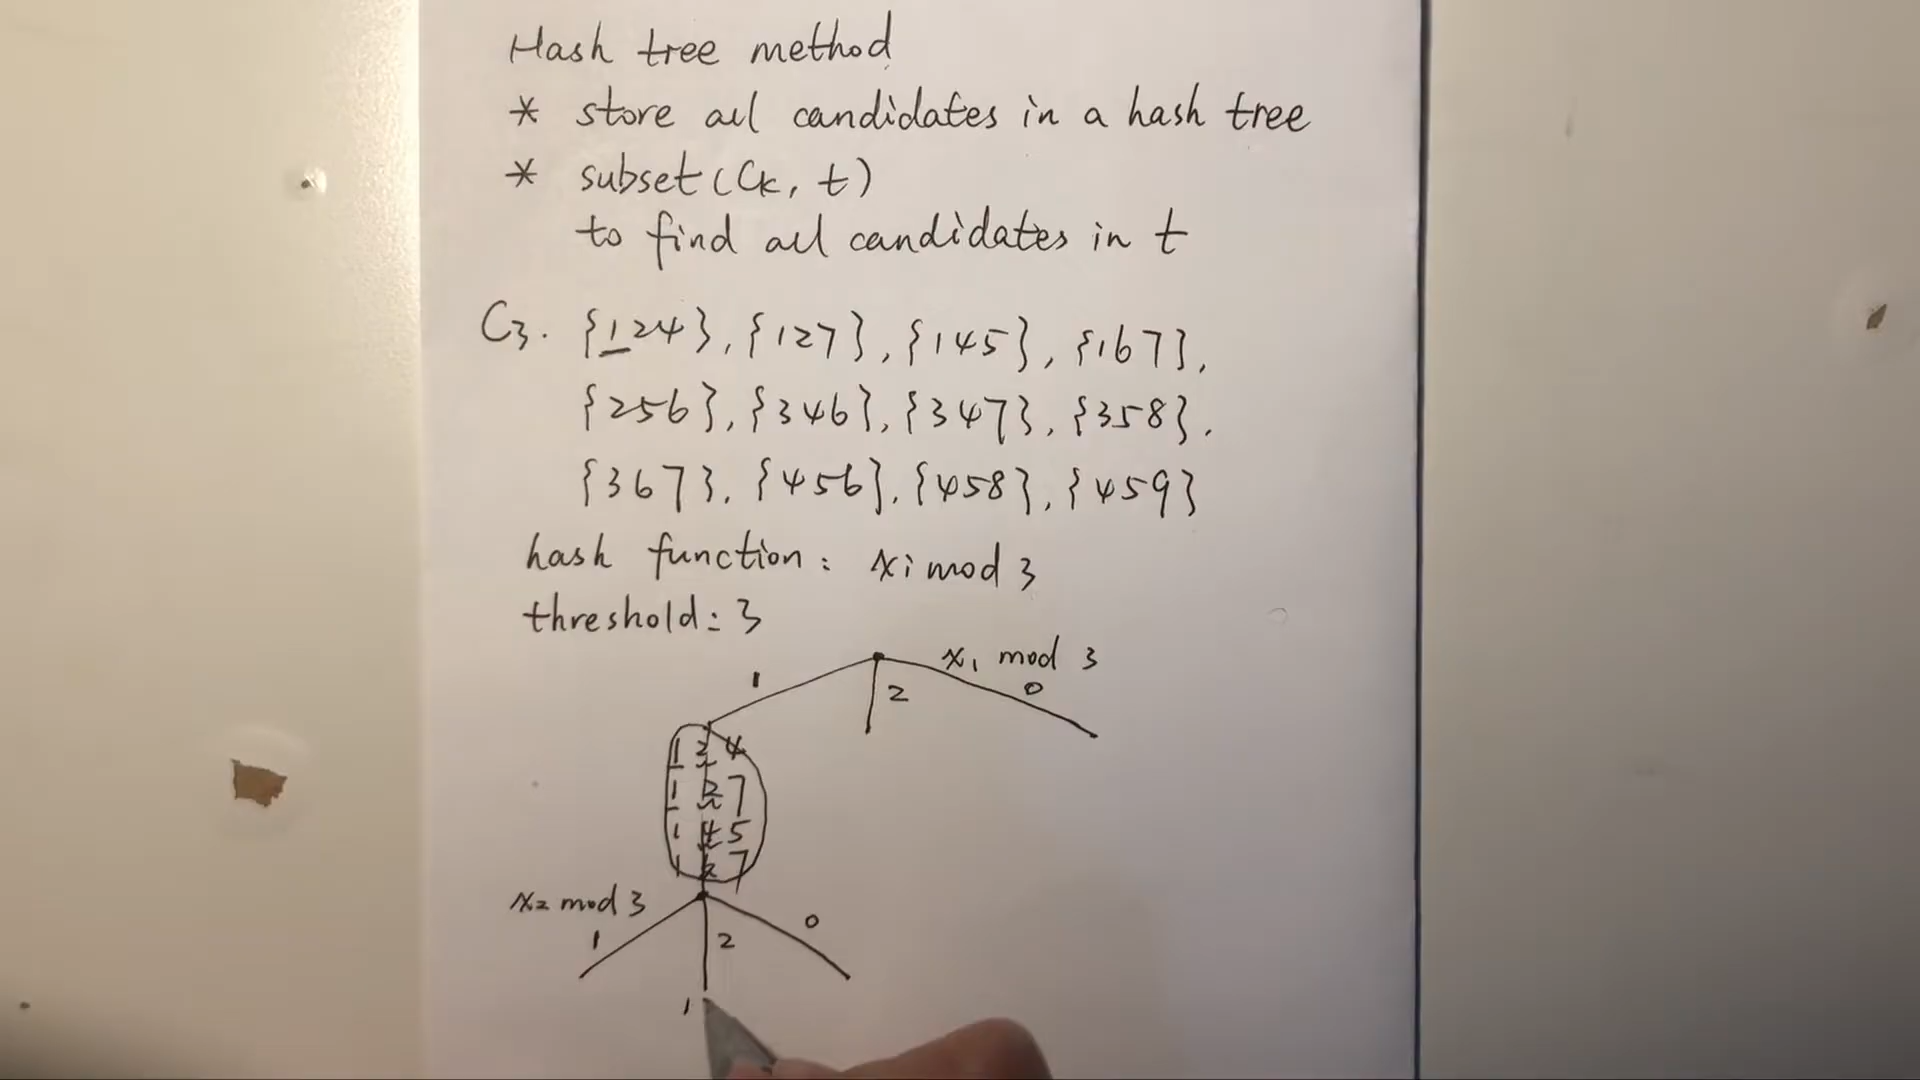 Hash tree method
* store all candidates in a hash tree
* subset(Ck, t)
to find all candidates in t
C3. {124}, {127}, {145}, {167},
{256}, {346}, {347}, {358},
{367}, {456}, {458}, {459}
hash function: xi mod 3
threshold: 3
x1 mod 3
1 2 0
1 2 4
1 2 7
1 4 5
1 6 7
x2 mod 3
1 2 0
1